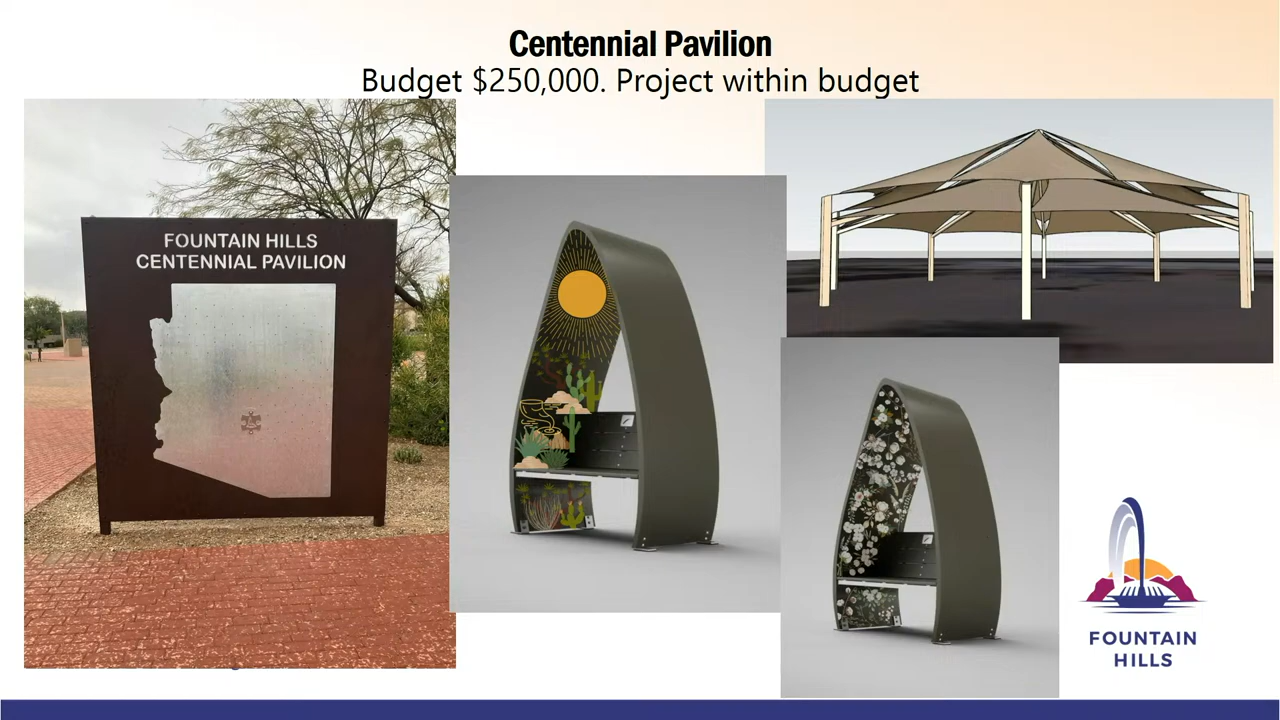 Centennial Pavilion
Budget $250,000. Project within budget
FOUNTAIN HILLS
CENTENNIAL PAVILION
FOUNTAIN
HILLS